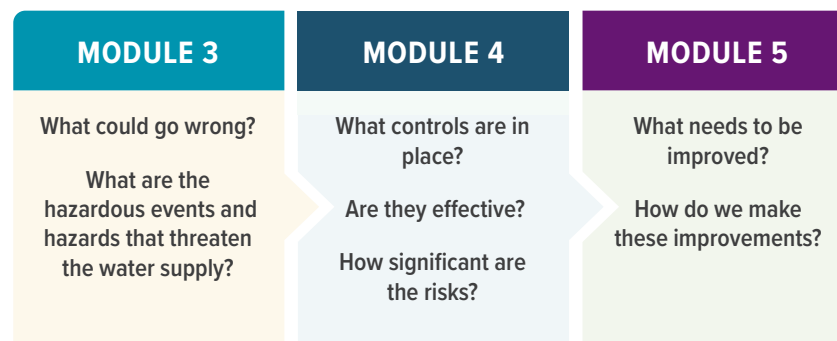 MODULE 3
What could go wrong?
What are the
hazardous events and
hazards that threaten
the water supply?
MODULE 4
What controls are in
place?
Are they effective?
How significant are
the risks?
MODULE 5
What needs to be
improved?
How do we make
these improvements?